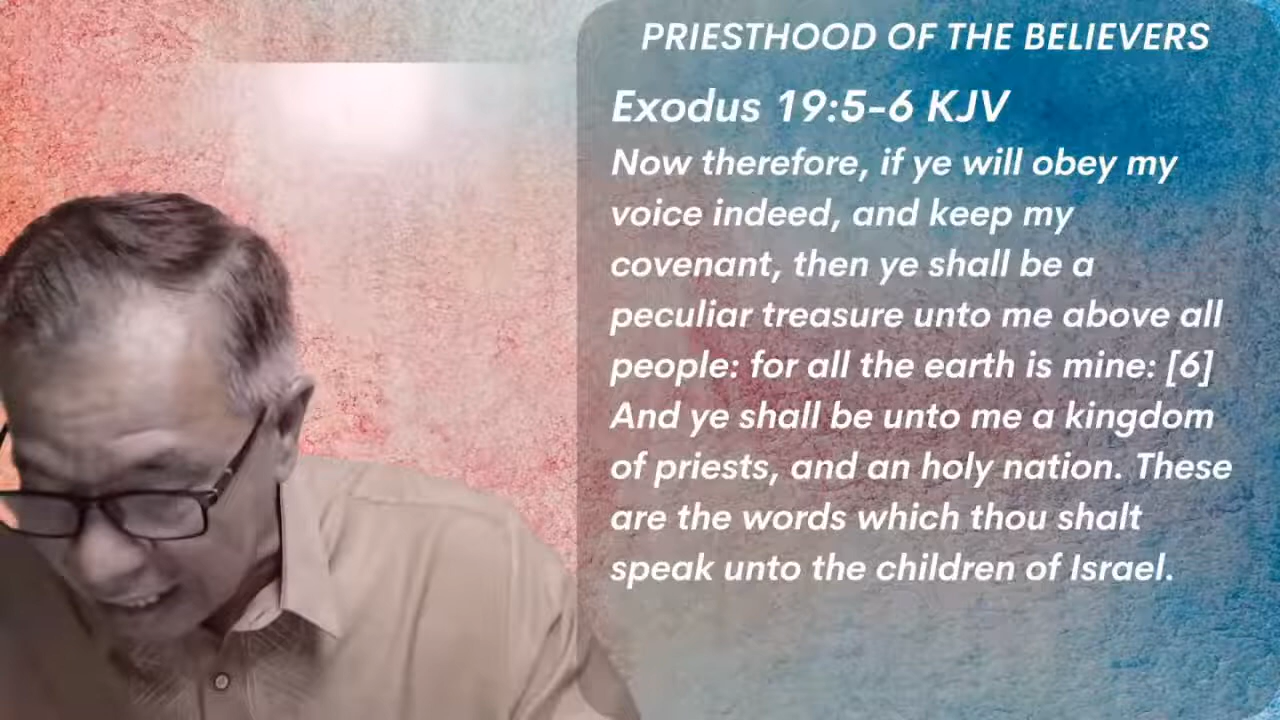 PRIESTHOOD OF THE BELIEVERS
Exodus 19:5-6 KJV
Now therefore, if ye will obey my
voice indeed, and keep my
covenant, then ye shall be a
peculiar treasure unto me above all
people: for all the earth is mine: [6]
And ye shall be unto me a kingdom
of priests, and an holy nation. These
are the words which thou shalt
speak unto the children of Israel.